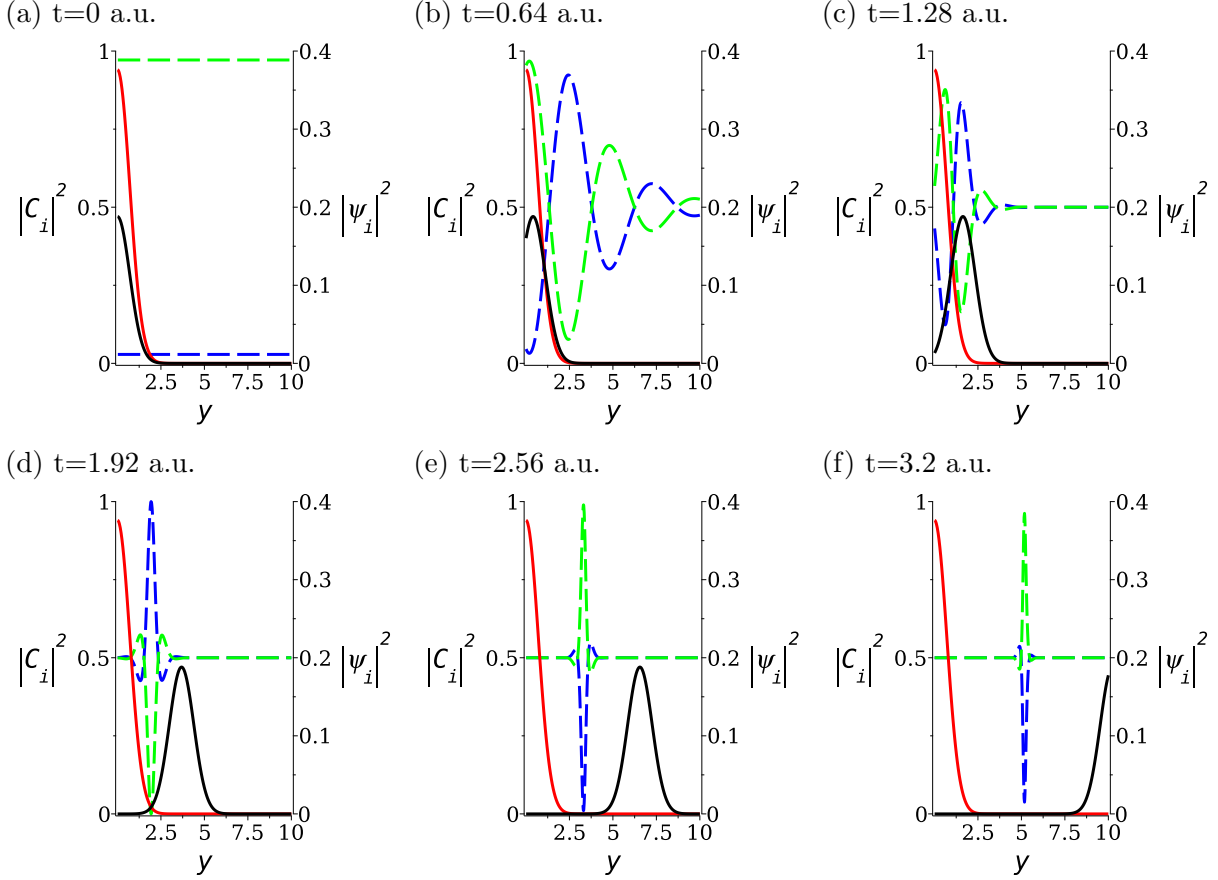 (a) t=0 a.u.
(b) t=0.64 a.u.
(c) t=1.28 a.u.
1
0.4
1
0.4
1
0.4
0.3
0.3
0.3
|C_i|^2
0.5
0.2
|ψ_i|^2
|C_i|^2
0.5
0.2
|ψ_i|^2
|C_i|^2
0.5
0.2
|ψ_i|^2
0.1
0.1
0.1
0
0
0
0
0
0
2.5 5 7.5 10
2.5 5 7.5 10
2.5 5 7.5 10
y
y
y
(d) t=1.92 a.u.
(e) t=2.56 a.u.
(f) t=3.2 a.u.
1
0.4
1
0.4
1
0.4
0.3
0.3
0.3
|C_i|^2
0.5
0.2
|ψ_i|^2
|C_i|^2
0.5
0.2
|ψ_i|^2
|C_i|^2
0.5
0.2
|ψ_i|^2
0.1
0.1
0.1
0
0
0
0
0
0
2.5 5 7.5 10
2.5 5 7.5 10
2.5 5 7.5 10
y
y
y